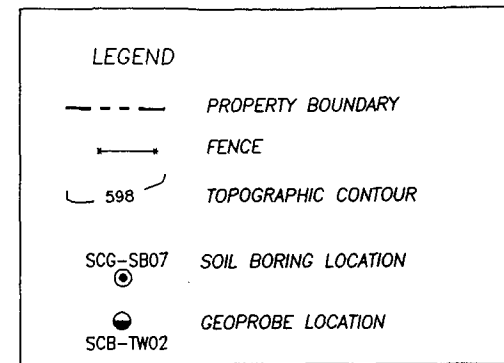 LEGEND
PROPERTY BOUNDARY
FENCE
598 TOPOGRAPHIC CONTOUR
SCG-SB07 SOIL BORING LOCATION
GEOPROBE LOCATION
SCB-TW02